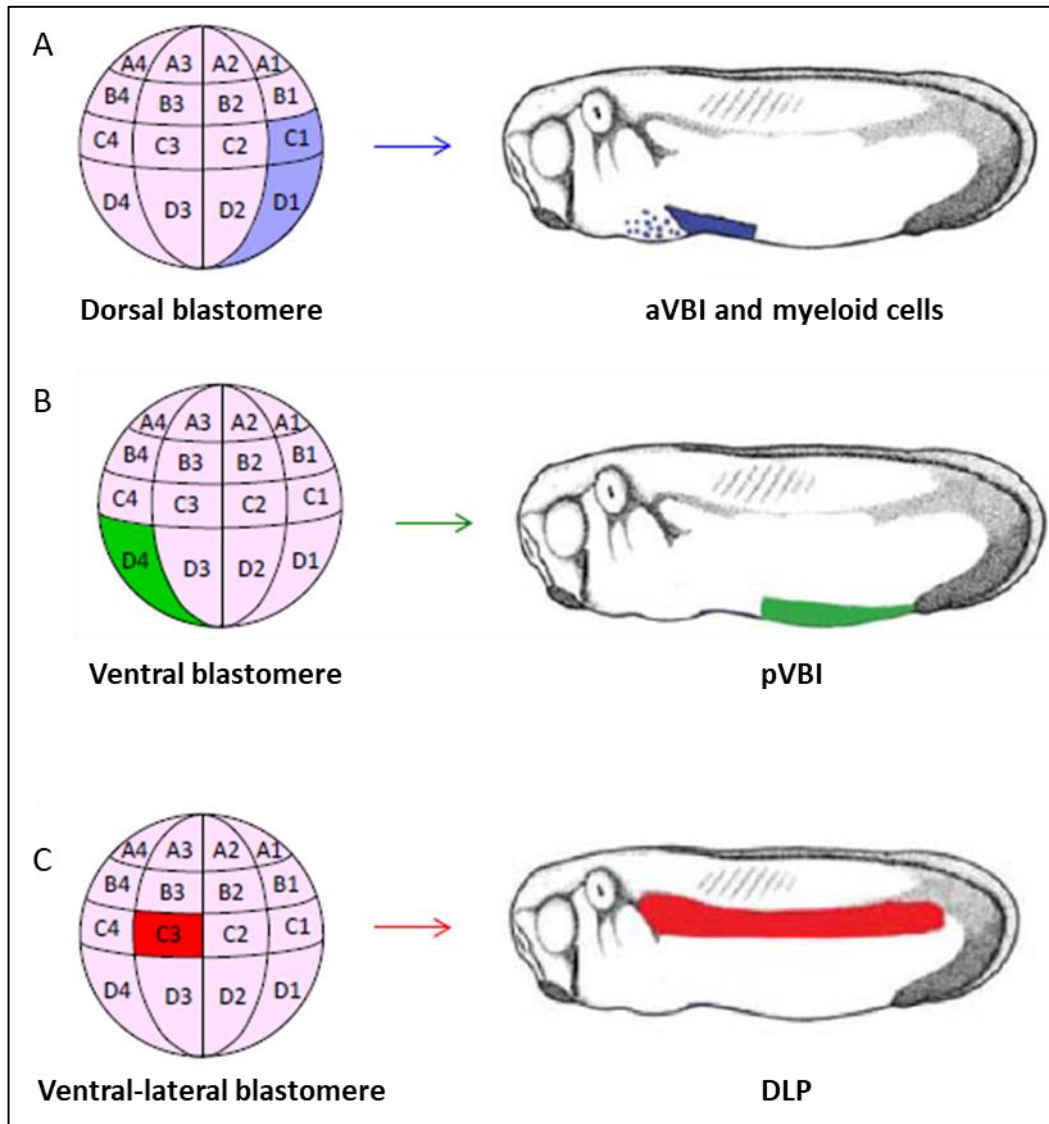 A
A4 A3 A2 A1
B4 B3 B2 B1
C4 C3 C2 C1
D4 D3 D2 D1
Dorsal blastomere
aVBI and myeloid cells
B
A4 A3 A2 A1
B4 B3 B2 B1
C4 C3 C2 C1
D4 D3 D2 D1
Ventral blastomere
pVBI
C
A4 A3 A2 A1
B4 B3 B2 B1
C4 C3 C2 C1
D4 D3 D2 D1
Ventral-lateral blastomere
DLP